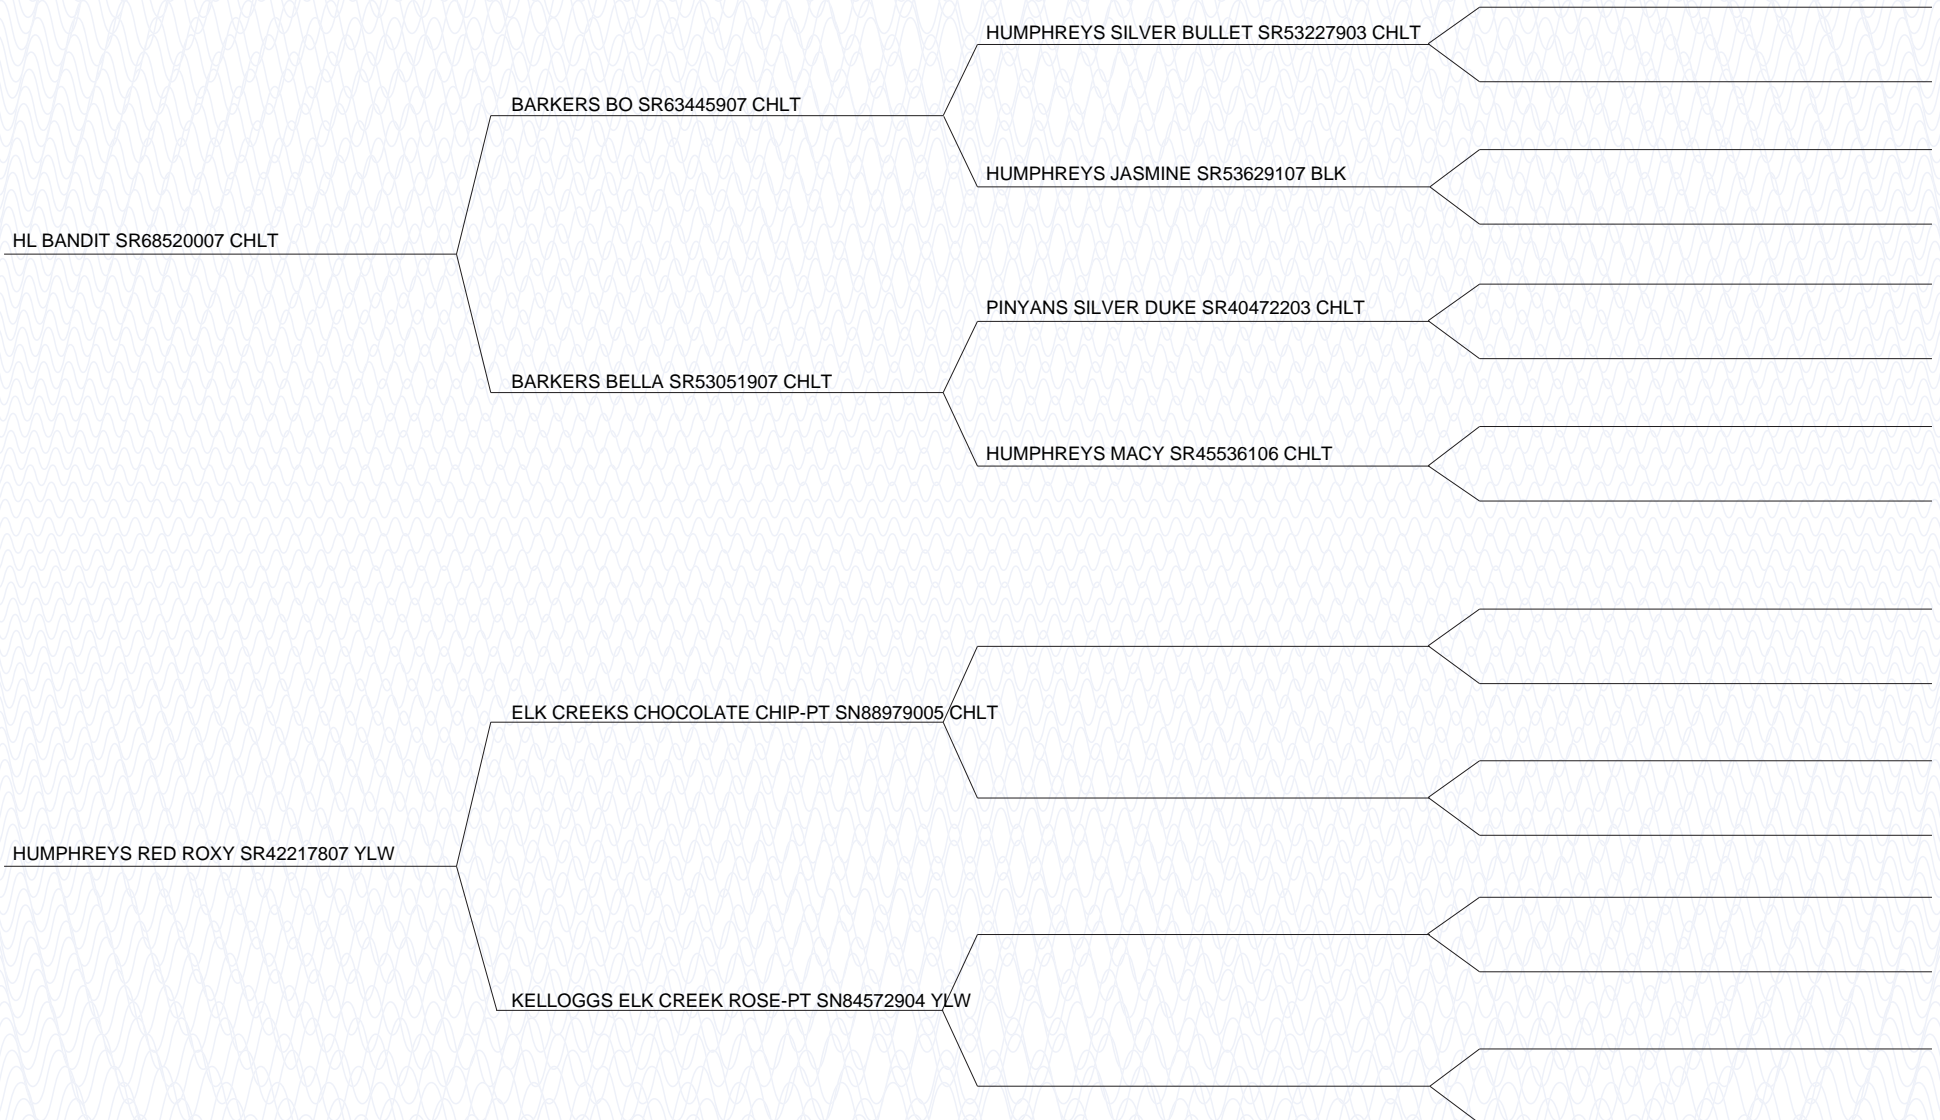 HUMPHREYS SILVER BULLET SR53227903 CHLT
BARKERS BO SR63445907 CHLT
HUMPHREYS JASMINE SR53629107 BLK
HL BANDIT SR68520007 CHLT
PINYANS SILVER DUKE SR40472203 CHLT
BARKERS BELLA SR53051907 CHLT
HUMPHREYS MACY SR45536106 CHLT
ELK CREEKS CHOCOLATE CHIP-PT SN88979005 CHLT
HUMPHREYS RED ROXY SR42217807 YLW
KELLOGGS ELK CREEK ROSE-PT SN84572904 YLW